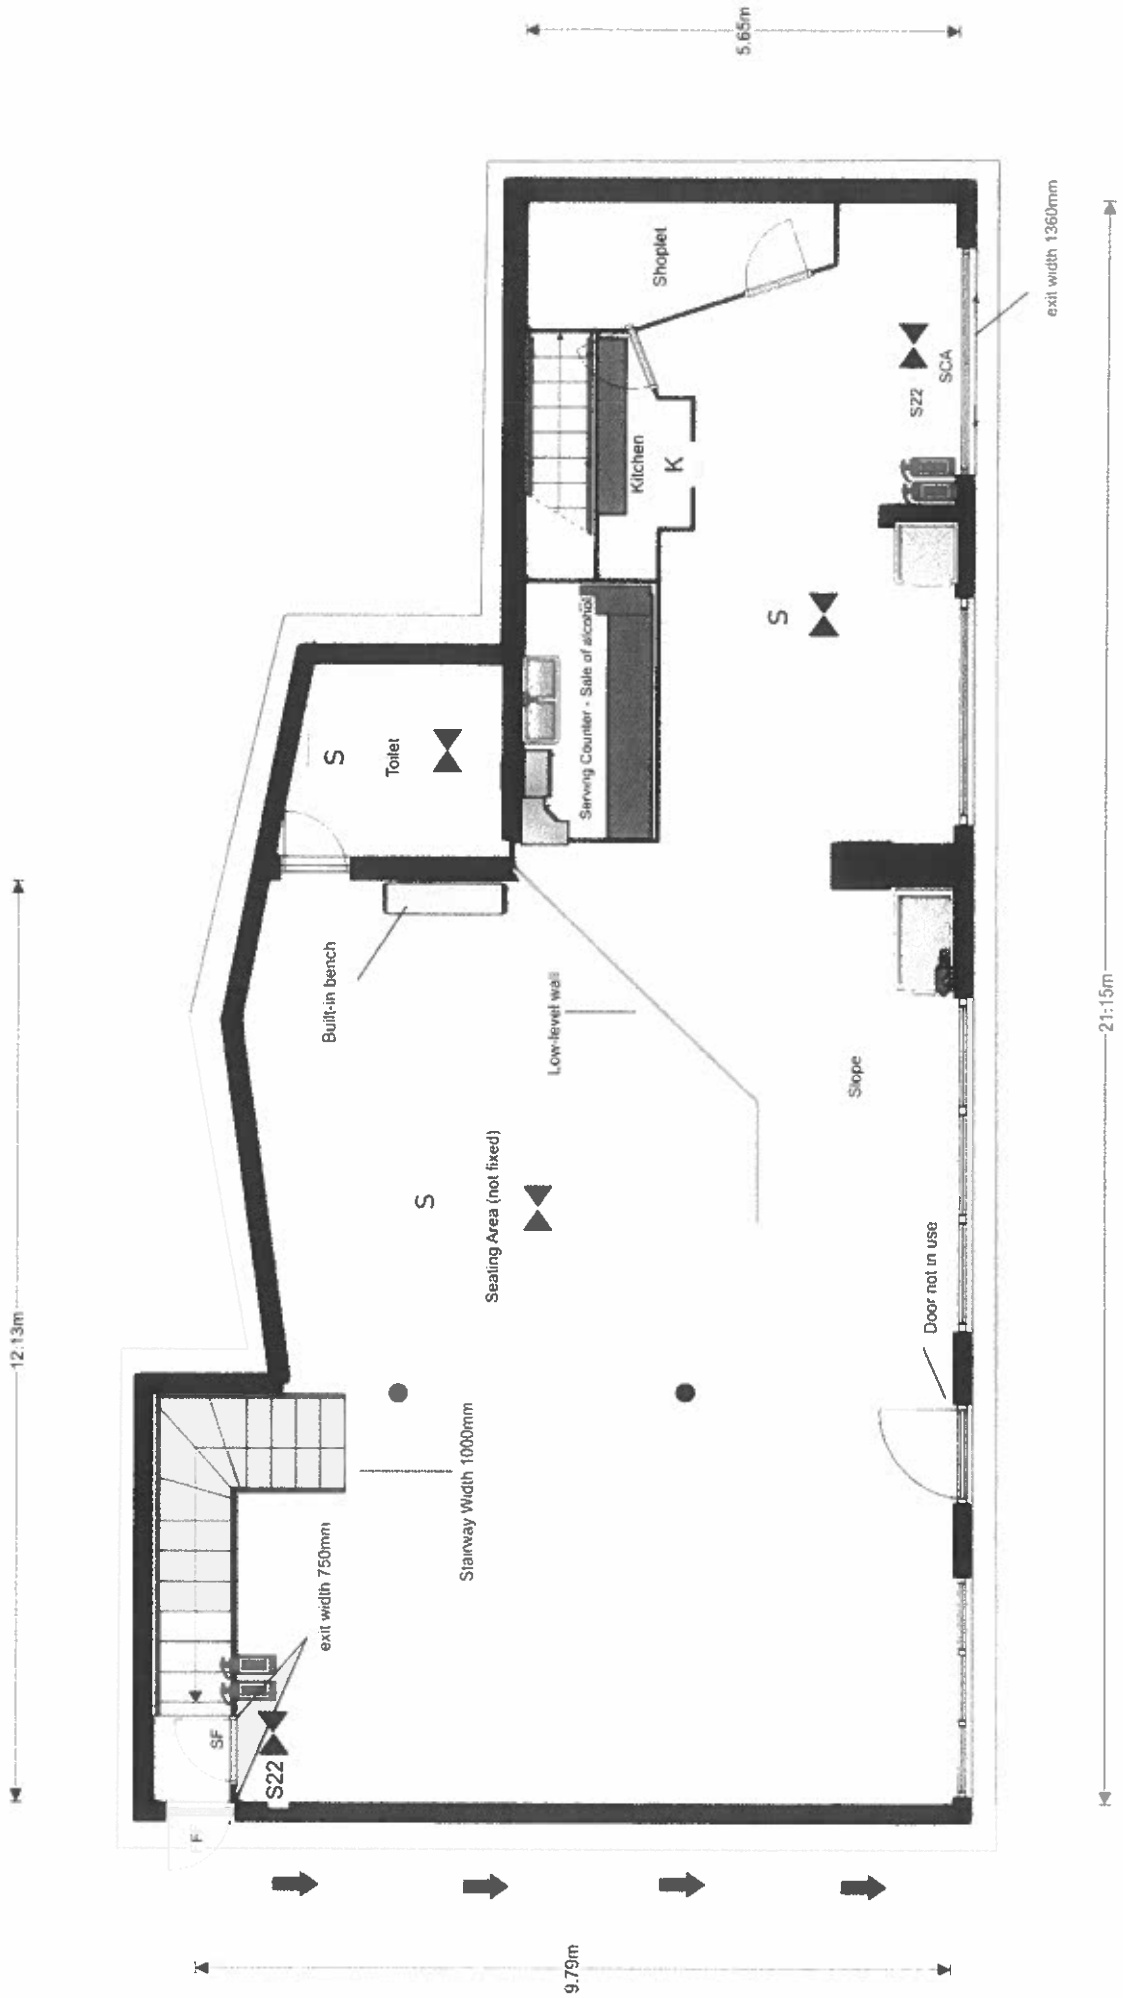 12:13m
SF
S22
exit width 750mm
Built-in bench
S
Toilet
S
Stairway Width 1000mm
Seating Area (not fixed)
Low-level wall
9.79m
Serving Counter - Sale of alcohol
Kitchen
Shoplet
K
5.65m
S
Slope
S22
Door not in use
SCA
exit width 1360mm
21:15m